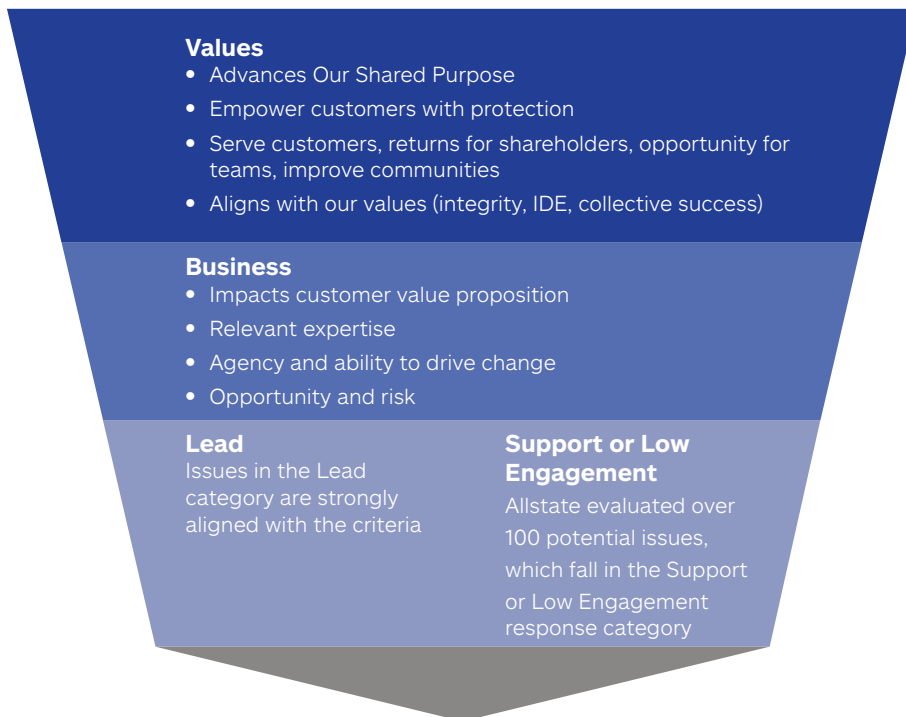 Values
• Advances Our Shared Purpose
• Empower customers with protection
• Serve customers, returns for shareholders, opportunity for
teams, improve communities
• Aligns with our values (integrity, IDE, collective success)
Business
• Impacts customer value proposition
• Relevant expertise
• Agency and ability to drive change
• Opportunity and risk
Lead
Issues in the Lead
category are strongly
aligned with the criteria
Support or Low
Engagement
Allstate evaluated over
100 potential issues,
which fall in the Support
or Low Engagement
response category